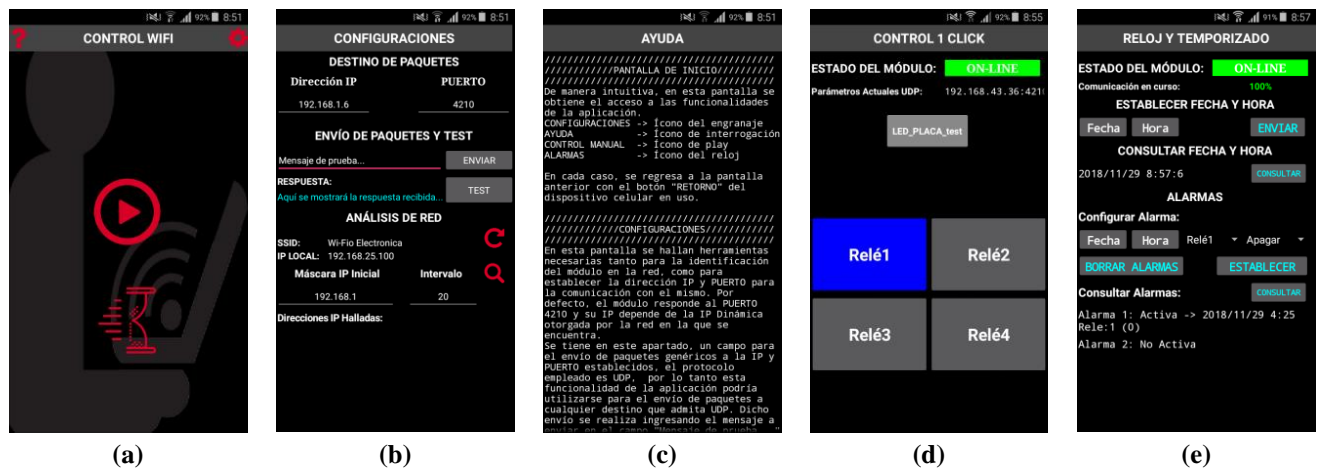 92% 8:51
? CONTROL WIFI
(a)
92% 8:51
CONFIGURACIONES
DESTINO DE PAQUETES
Dirección IP PUERTO
192.168.1.6 4210
ENVÍO DE PAQUETES Y TEST
Mensaje de prueba... ENVIAR
RESPUESTA:
Aquí se mostrará la respuesta recibida... TEST
ANÁLISIS DE RED
SSID: Wi-Fio Electronica
IP LOCAL: 192.168.25.100
Máscara IP Inicial Intervalo
192.168.1 20
Direcciones IP Halladas:
(b)
92% 8:51
AYUDA
///////////////////////////////////////
////////////PANTALLA DE INICIO//////////
///////////////////////////////////////
De manera intuitiva, en esta pantalla se
obtiene el acceso a las funcionalidades
de la aplicación.
CONFIGURACIONES -> Ícono del engranaje
AYUDA -> Ícono de interrogación
CONTROL MANUAL -> Ícono de play
ALARMAS -> Ícono del reloj
En cada caso, se regresa a la pantalla
anterior con el botón "RETORNO" del
dispositivo celular en uso.
///////////////////////////////////////
/////////////CONFIGURACIONES////////////
///////////////////////////////////////
En esta pantalla se hallan herramientas
necesarias tanto para la identificación
del módulo en la red, como para
establecer la dirección IP y PUERTO para
la comunicación con el mismo. Por
defecto, el módulo responde al PUERTO
4210 y su IP depende de la IP Dinámica
otorgada por la red en la que se
encuentra.
Se tiene en este apartado, un campo para
el envío de paquetes genéricos a la IP y
PUERTO establecidos, el protocolo
empleado es UDP, por lo tanto esta
funcionalidad de la aplicación podría
utilizarse para el envío de paquetes a
cualquier destino que admita UDP. Dicho
envío se realiza ingresando el mensaje a
enviar en el campo "Mensaje de prueba..."
(c)
92% 8:55
CONTROL 1 CLICK
ESTADO DEL MÓDULO: ON-LINE
Parámetros Actuales UDP: 192.168.43.36:4210
LED_PLACA_test
Relé1 Relé2
Relé3 Relé4
(d)
91% 8:57
RELOJ Y TEMPORIZADO
ESTADO DEL MÓDULO: ON-LINE
Comunicación en curso: 100%
ESTABLECER FECHA Y HORA
Fecha Hora ENVIAR
CONSULTAR FECHA Y HORA
2018/11/29 8:57:6 CONSULTAR
ALARMAS
Configurar Alarma:
Fecha Hora Relé1 Apagar
BORRAR ALARMAS ESTABLECER
Consultar Alarmas: CONSULTAR
Alarma 1: Activa -> 2018/11/29 4:25
Rele:1 (0)
Alarma 2: No Activa
(e)